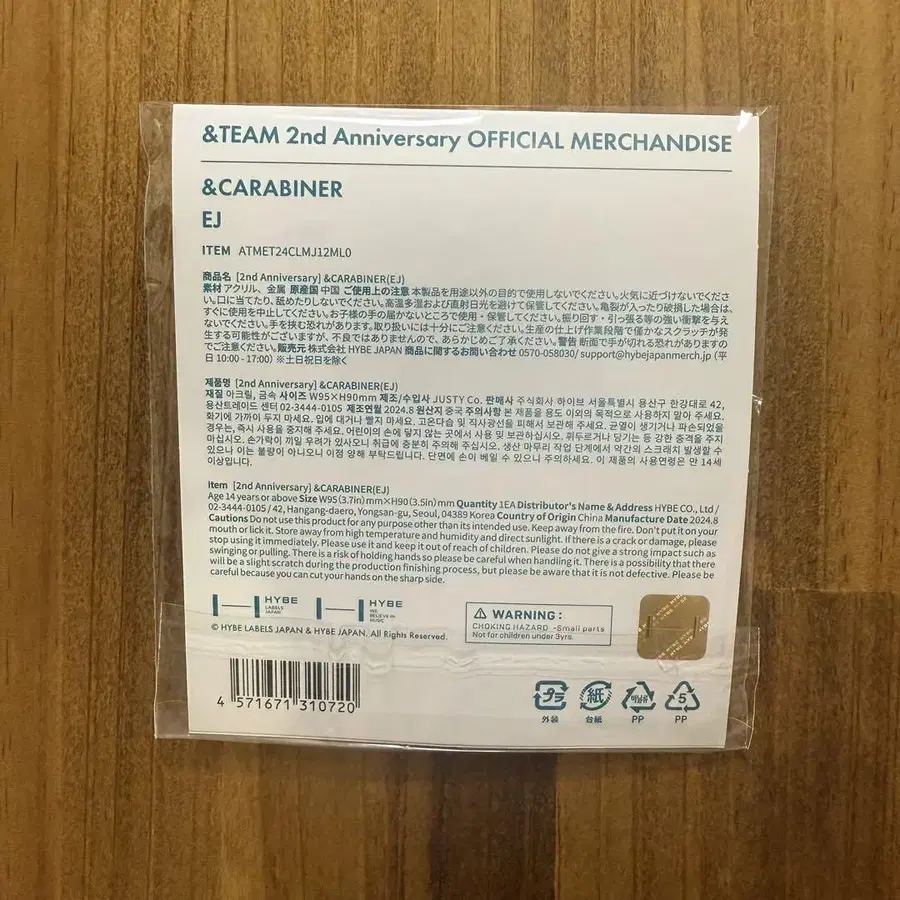 &TEAM 2nd Anniversary OFFICIAL MERCHANDISE
&CARABINER
EJ
ITEM ATMET24CLMJ12ML0
商品名 [2nd Anniversary] &CARABINER(EJ)
素材 アクリル、金属 原産国 中国 ご使用上の注意 本製品を用途以外の目的で使用しないでください。火気に近づけないでくださ
い。口に当てたり、舐めたりしないでください。高温多湿および直射日光を避けて保管してください。亀裂が入ったり破損した場合は、
すぐに使用を中止してください。お子様の手の届かないところで使用・保管してください。振り回す・引っ張る等の強い衝撃を与え
ないでください。手を挟む恐れがあります。取り扱いには十分にご注意ください。生産の仕上げ作業段階で僅かなスクラッチが発
生する可能性がございますが、不良ではありませんので、あらかじめご了承ください。警告 断面で手が切れる恐れがありますの
でご注意ください。販売元 株式会社 HYBE JAPAN 商品に関するお問い合わせ 0570-058030/ support@hybejapanmerch.jp (平
日 10:00 - 17:00) ※土日祝日を除く
제품명 [2nd Anniversary] &CARABINER(EJ)
재질 아크릴, 금속 사이즈 W95×H90mm 제조/수입사 JUSTY Co. 판매사 주식회사 하이브 서울특별시 용산구 한강대로 42,
용산트레이드 센터 02-3444-0105 제조연월 2024.8 원산지 중국 주의사항 본 제품을 용도 이외의 목적으로 사용하지 말아 주세요.
화기에 가까이 두지 마세요. 입에 대거나 빨지 마세요. 고온다습 및 직사광선을 피해서 보관해 주세요. 균열이 생기거나 파손되었을
경우는, 즉시 사용을 중지해 주세요. 어린이의 손에 닿지 않는 곳에서 사용 및 보관하십시오. 휘두르거나 당기는 등 강한 충격을 주지
마십시오. 손가락이 끼일 우려가 있사오니 취급에 충분히 주의해 주십시오. 생산 마무리 작업 단계에서 약간의 스크래치 발생할 수
있으나 이는 불량이 아니오니 이점 양해 부탁드립니다. 단면에 손이 베일 수 있으니 주의하세요. 이 제품의 사용연령은 만 14세
이상입니다.
Item [2nd Anniversary] &CARABINER(EJ)
Age 14 years or above Size W95(3.7in)mm×H90(3.5in)mm Quantity 1EA Distributor's Name & Address HYBE CO., Ltd /
02-3444-0105 / 42, Hangang-daero, Yongsan-gu, Seoul, 04389 Korea Country of Origin China Manufacture Date 2024.8
Cautions Do not use this product for any purpose other than its intended use. Keep away from the fire. Don't put it on your
mouth or lick it. Store away from high temperature and humidity and direct sunlight. If there is a crack or damage, please
stop using it immediately. Please use it and keep it out of reach of children. Please do not give a strong impact such as
swinging or pulling. There is a risk of holding hands so please be careful when handling it. There is a possibility that there
will be a slight scratch during the production finishing process, but please be aware that it is not defective. Please be
careful because you can cut your hands on the sharp side.
HYBE
LABELS
JAPAN
HYBE
WE
BELIEVE IN
MUSIC
⚠ WARNING :
CHOKING HAZARD -Small parts
Not for children under 3yrs.
© HYBE LABELS JAPAN & HYBE JAPAN. All Rights Reserved.
4 571671 310720
プラ 紙 비닐류 5
外装 台紙 PP PP